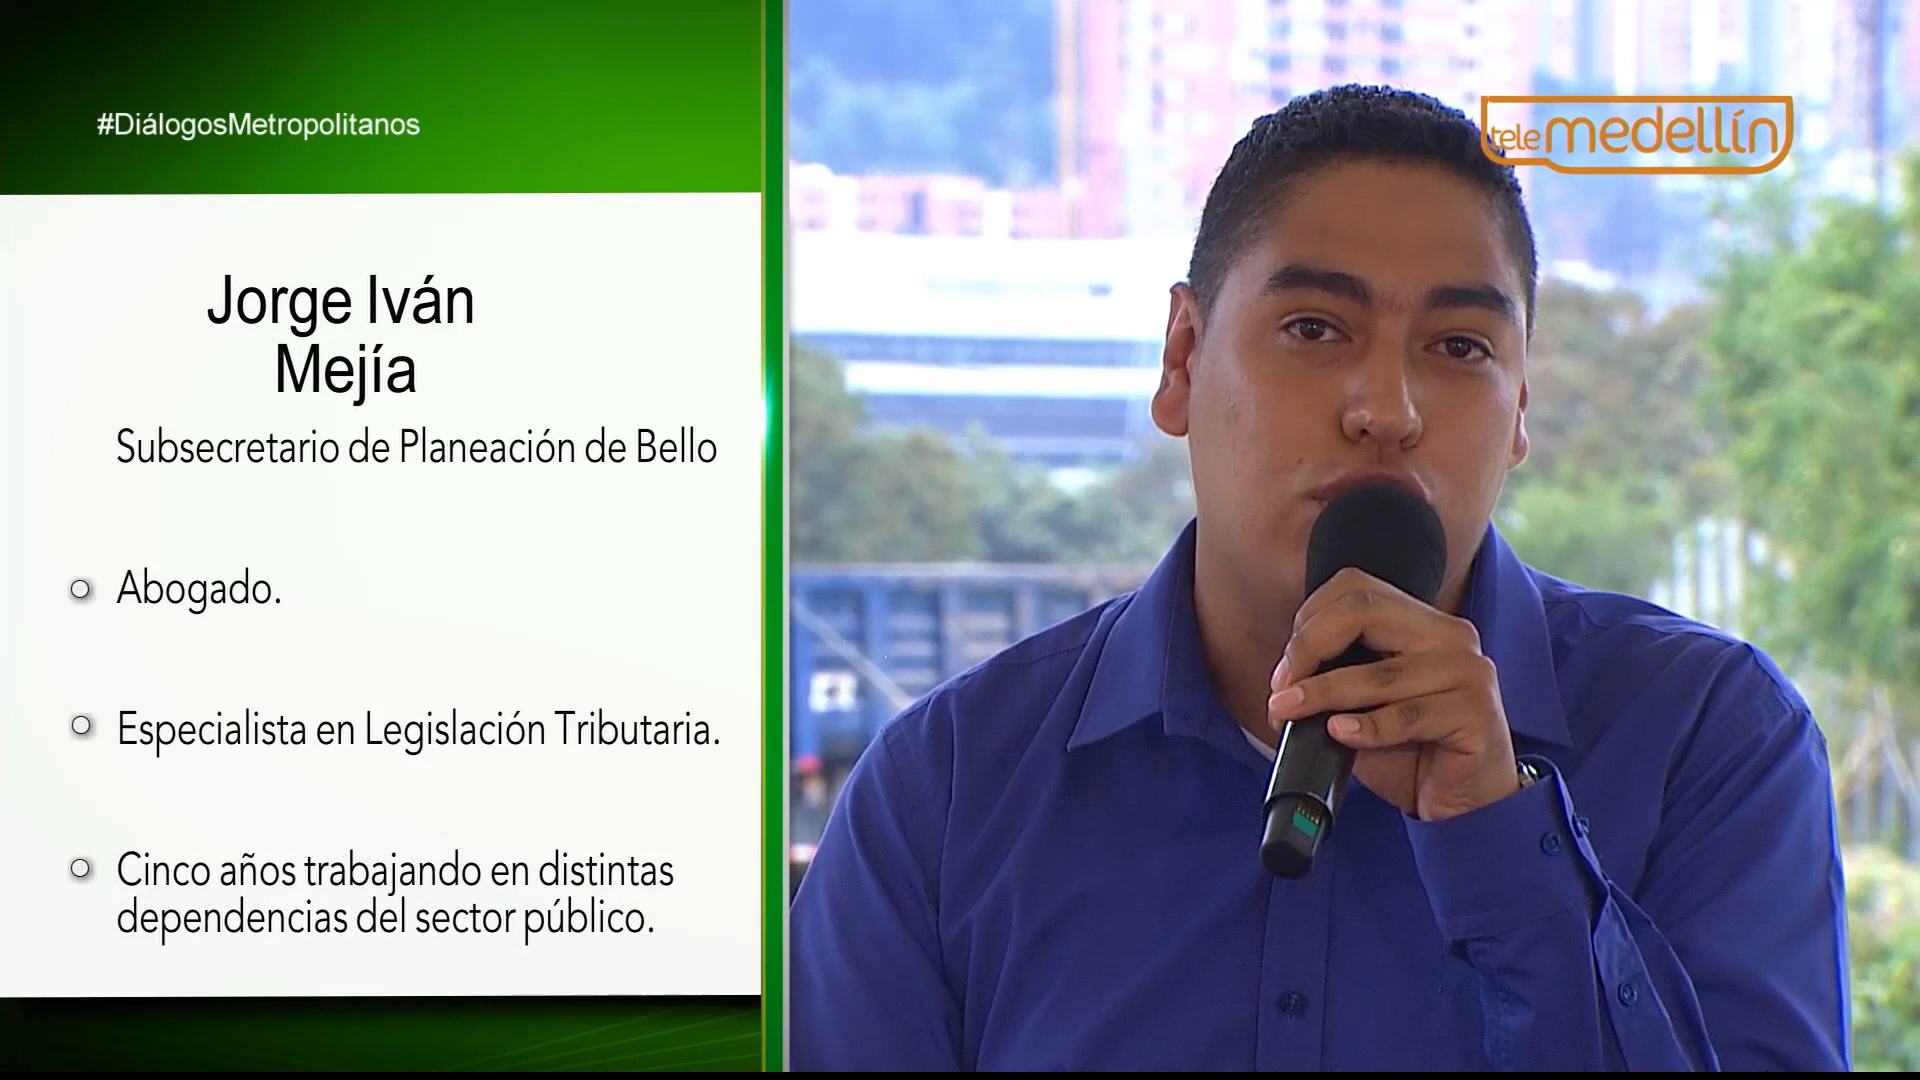 #DiálogosMetropolitanos
telemedellín
Jorge Iván
Mejía
Subsecretario de Planeación de Bello
Abogado.
Especialista en Legislación Tributaria.
Cinco años trabajando en distintas
dependencias del sector público.